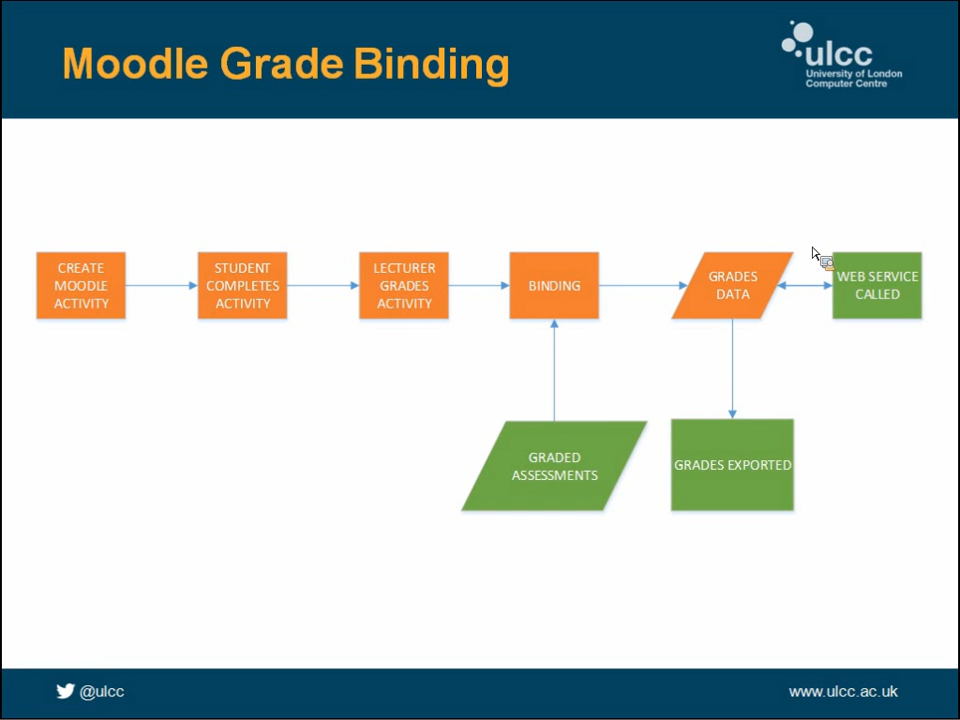 Moodle Grade Binding
ulcc
University of London
Computer Centre
CREATE
MOODLE
ACTIVITY
STUDENT
COMPLETES
ACTIVITY
LECTURER
GRADES
ACTIVITY
BINDING
GRADES
DATA
WEB SERVICE
CALLED
GRADED
ASSESSMENTS
GRADES EXPORTED
@ulcc
www.ulcc.ac.uk